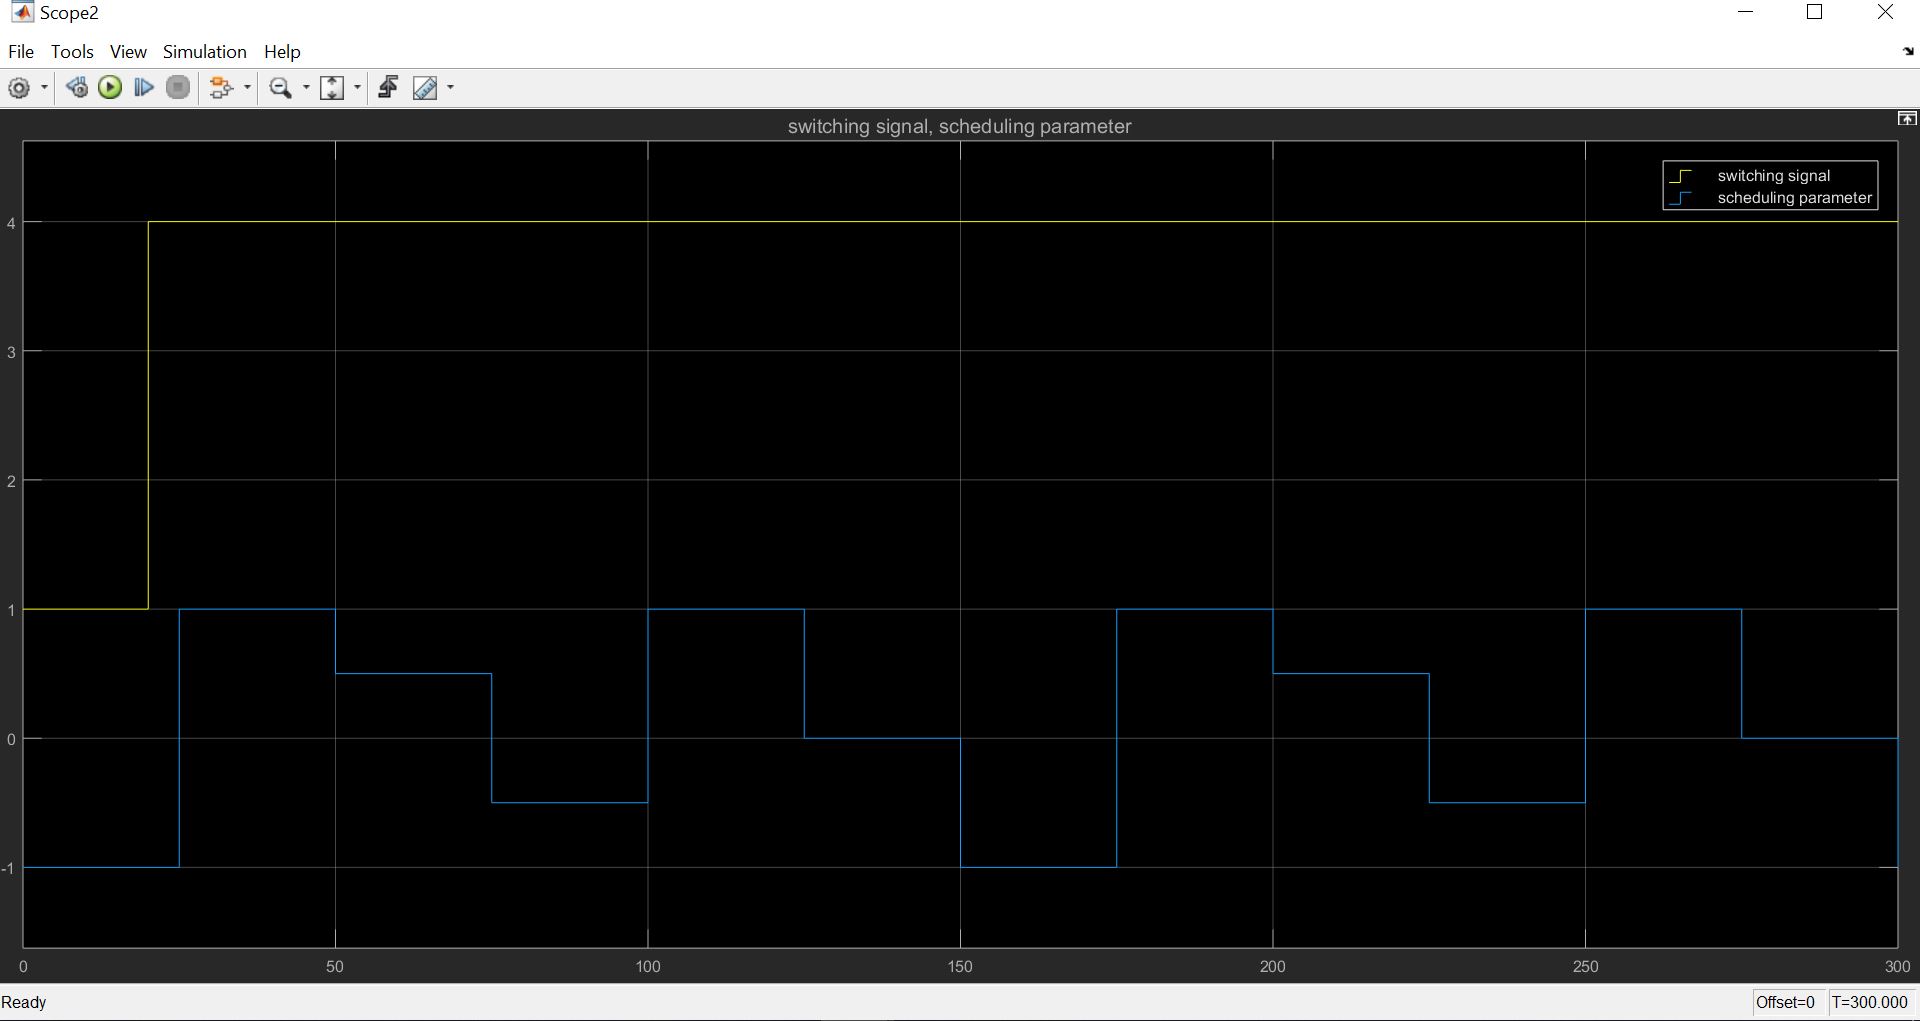 Scope2
File Tools View Simulation Help
switching signal, scheduling parameter
switching signal
scheduling parameter
4
3
2
1
0
-1
0 50 100 150 200 250 300
Ready Offset=0 T=300.000